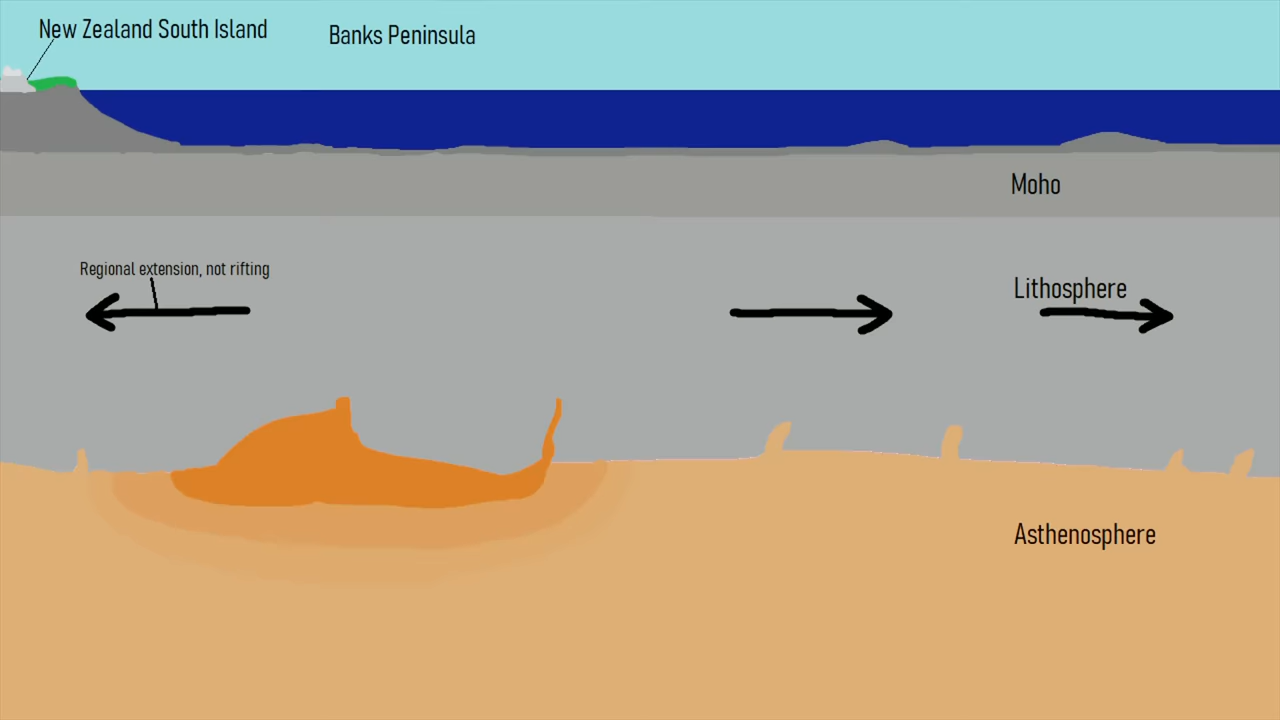 New Zealand South Island
Banks Peninsula
Moho
Regional extension, not rifting
Lithosphere
Asthenosphere